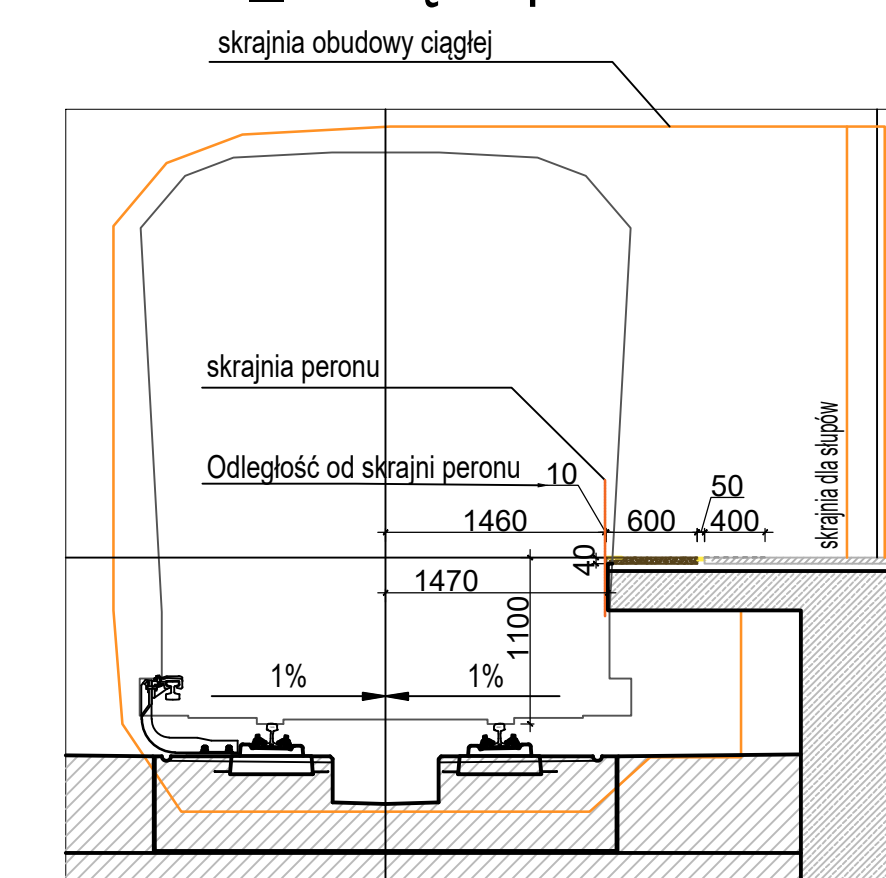 skrajnia obudowy ciągłej
skrajnia peronu
Odległość od skrajni peronu
10
50
1460
600
400
40
1470
1100
1%
1%
skrajnia dla słupów